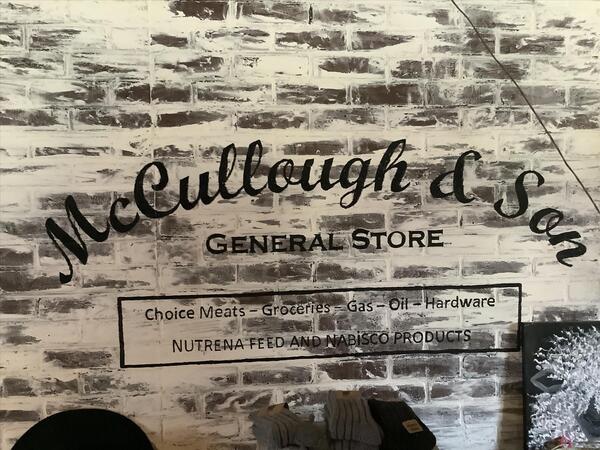 McCullough & Son
GENERAL STORE
Choice Meats – Groceries – Gas – Oil – Hardware
NUTRENA FEED AND NABISCO PRODUCTS